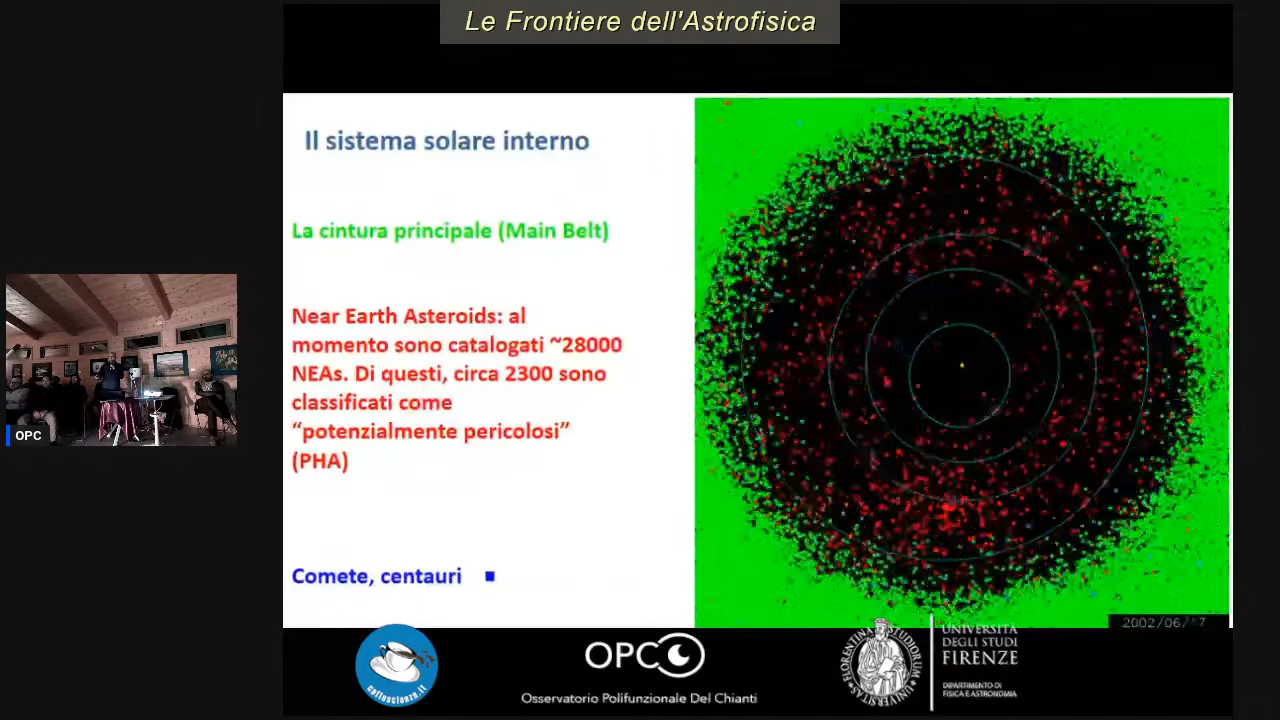 Le Frontiere dell'Astrofisica
Il sistema solare interno
La cintura principale (Main Belt)
Near Earth Asteroids: al
momento sono catalogati ~28000
NEAs. Di questi, circa 2300 sono
classificati come
“potenzialmente pericolosi”
(PHA)
Comete, centauri
OPC
2002/06/
caffescienza.it
OPC
Osservatorio Polifunzionale Del Chianti
UNIVERSITÀ
DEGLI STUDI
FIRENZE
DIPARTIMENTO DI
FISICA E ASTRONOMIA